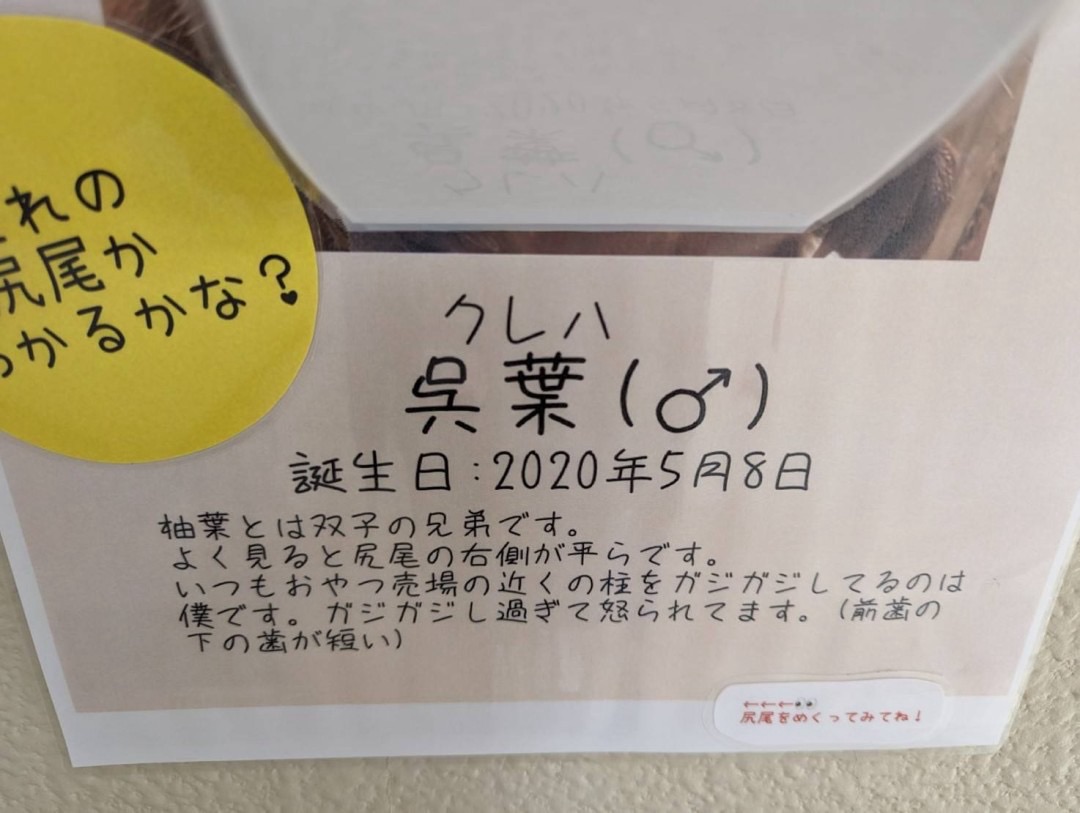 れの
尻尾か
かるかな?
クレハ
呉葉(♂)
誕生日:2020年5月8日
柚葉とは双子の兄弟です。
よく見ると尻尾の右側が平らです。
いつもおやつ売場の近くの柱をガジガジしてるのは
僕です。ガジガジし過ぎて怒られてます。(前歯の
下の歯が短い)
←←←👀
尻尾をめくってみてね!